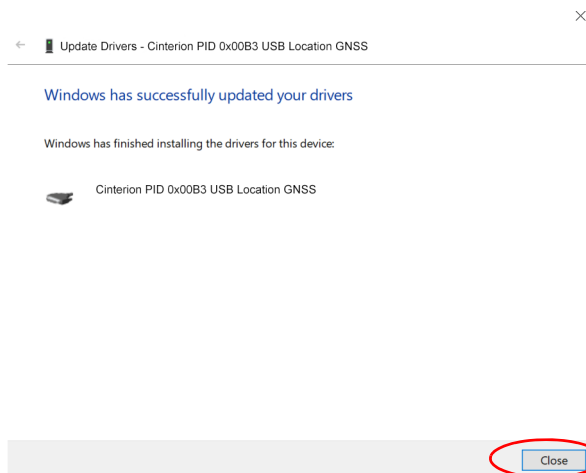 Update Drivers - Cinterion PID 0x00B3 USB Location GNSS
Windows has successfully updated your drivers
Windows has finished installing the drivers for this device:
Cinterion PID 0x00B3 USB Location GNSS
Close